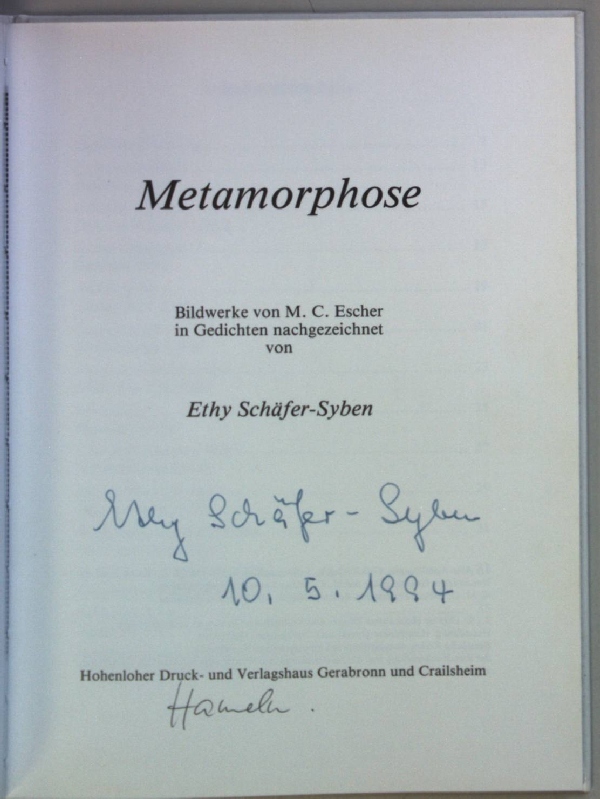 Metamorphose
Bildwerke von M. C. Escher
in Gedichten nachgezeichnet
von
Ethy Schäfer-Syben
Ethy Schäfer-Syben
10. 5. 1994
Hohenloher Druck- und Verlagshaus Gerabronn und Crailsheim
Hameln.